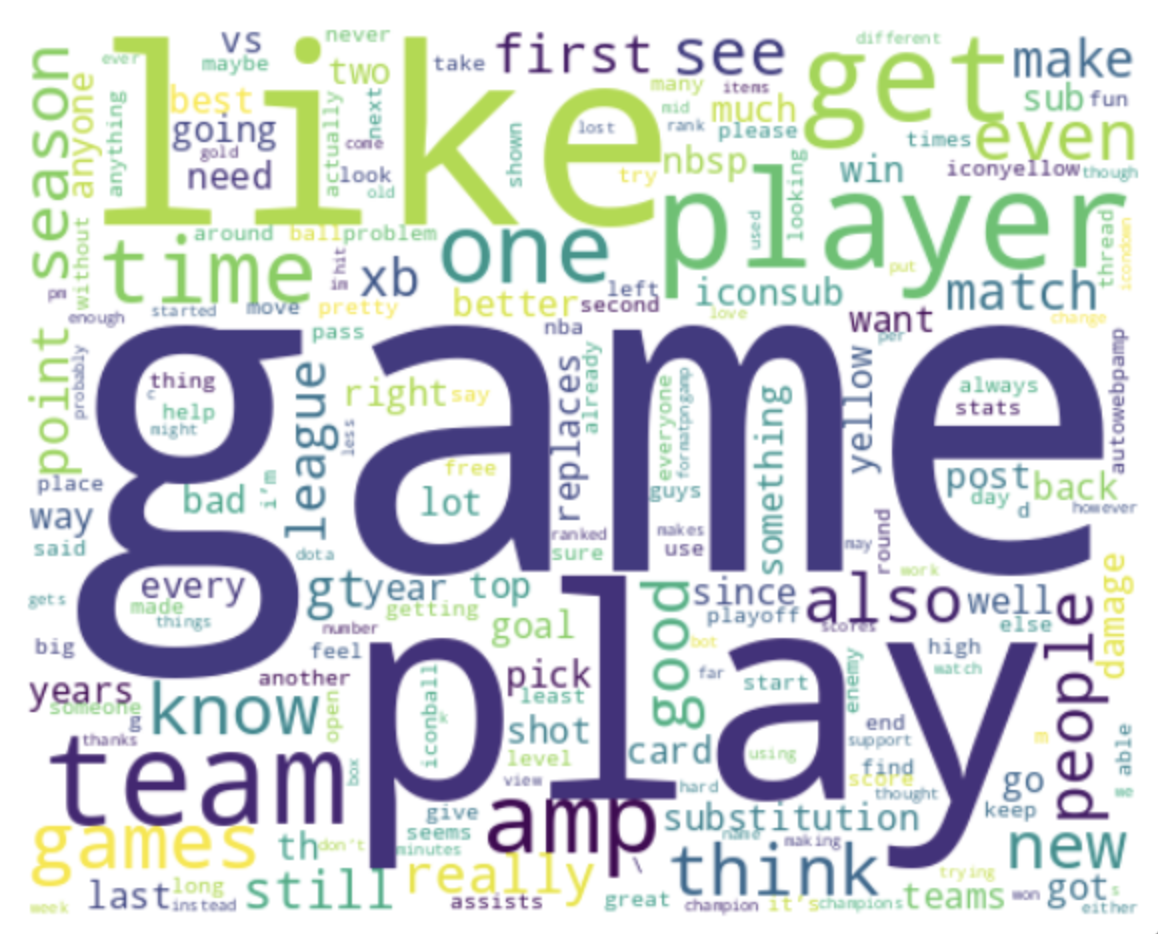 like
game
play
player
get
team
one
time
season
games
know
think
people
also
new
still
really
amp
good
even
first
see
make
match
point
league
xb
gt
year
want
better
iconsub
substitution
right
something
yellow
replaces
back
post
lot
bad
way
every
top
goal
since
well
damage
years
pick
shot
card
go
got
teams
last
th
vs
two
best
going
need
anyone
much
nbsp
win
sub
fun
never
maybe
ever
take
many
items
mid
rank
please
different
times
iconyellow
though
anything
gold
actually
next
come
look
old
shown
lost
try
used
looking
thread
icondown
put
change
without
around
ball
problem
im
hit
pm
enough
started
move
pretty
left
second
love
pass
nba
per
probably
thing
c
help
might
less
say
already
everyone
formatpngamp
always
stats
autowebpamp
place
i'm
free
guys
day
d
however
said
dota
ranked
sure
makes
use
may
round
work
gets
made
things
getting
number
feel
playoff
scores
bot
else
big
another
far
high
watch
least
start
enemy
someone
g
open
iconball
k
level
end
support
m
able
thanks
box
view
using
find
score
thought
we
hard
give
keep
seems
minutes
don't
name
making
\
trying
week
long
instead
assists
great
champion
it's
champions
won
s
either